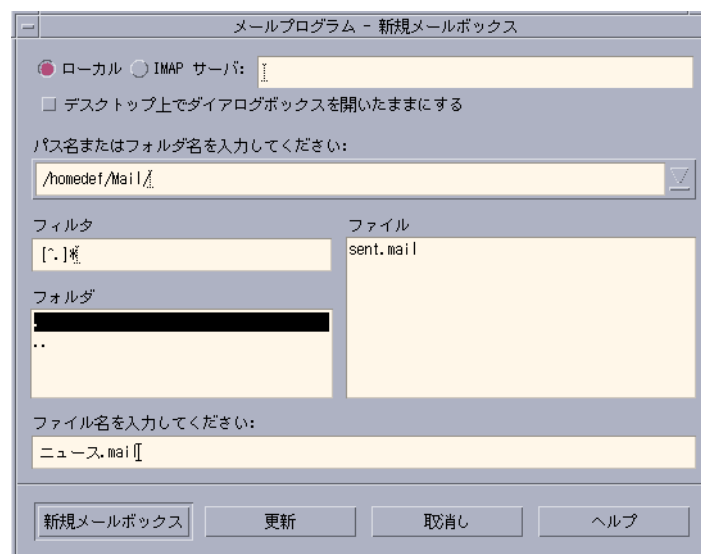 メールプログラム - 新規メールボックス
ローカル IMAP サーバ:
デスクトップ上でダイアログボックスを開いたままにする
パス名またはフォルダ名を入力してください:
/homedef/Mail/
フィルタ
[^.]*
ファイル
sent.mail
フォルダ
.
..
ファイル名を入力してください:
ニュース.mail
新規メールボックス 更新 取消し ヘルプ